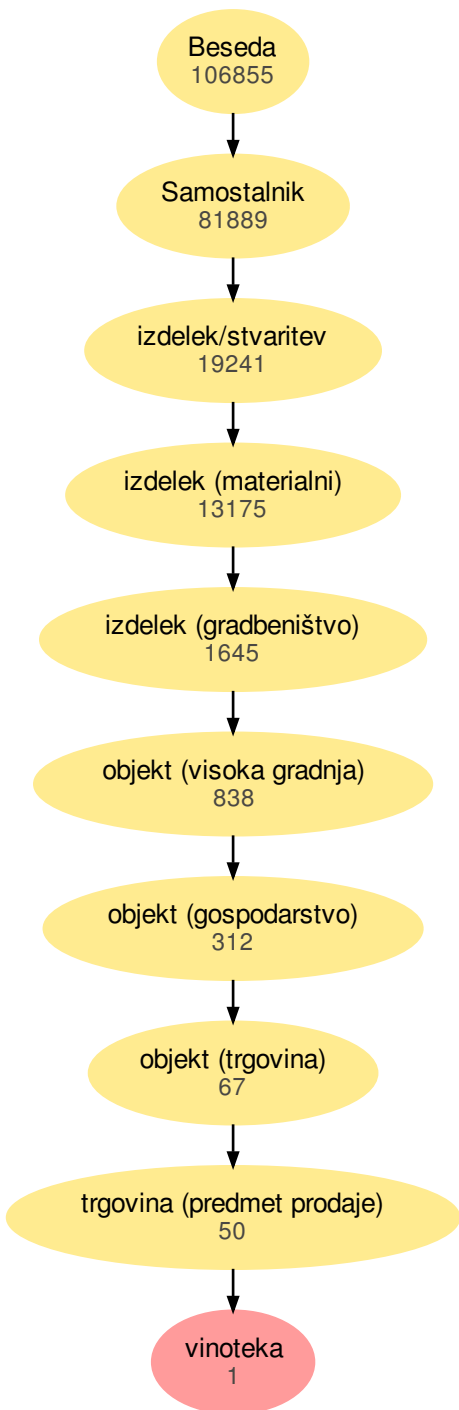 Beseda
106855
Samostalnik
81889
izdelek/stvaritev
19241
izdelek (materialni)
13175
izdelek (gradbeništvo)
1645
objekt (visoka gradnja)
838
objekt (gospodarstvo)
312
objekt (trgovina)
67
trgovina (predmet prodaje)
50
vinoteka
1